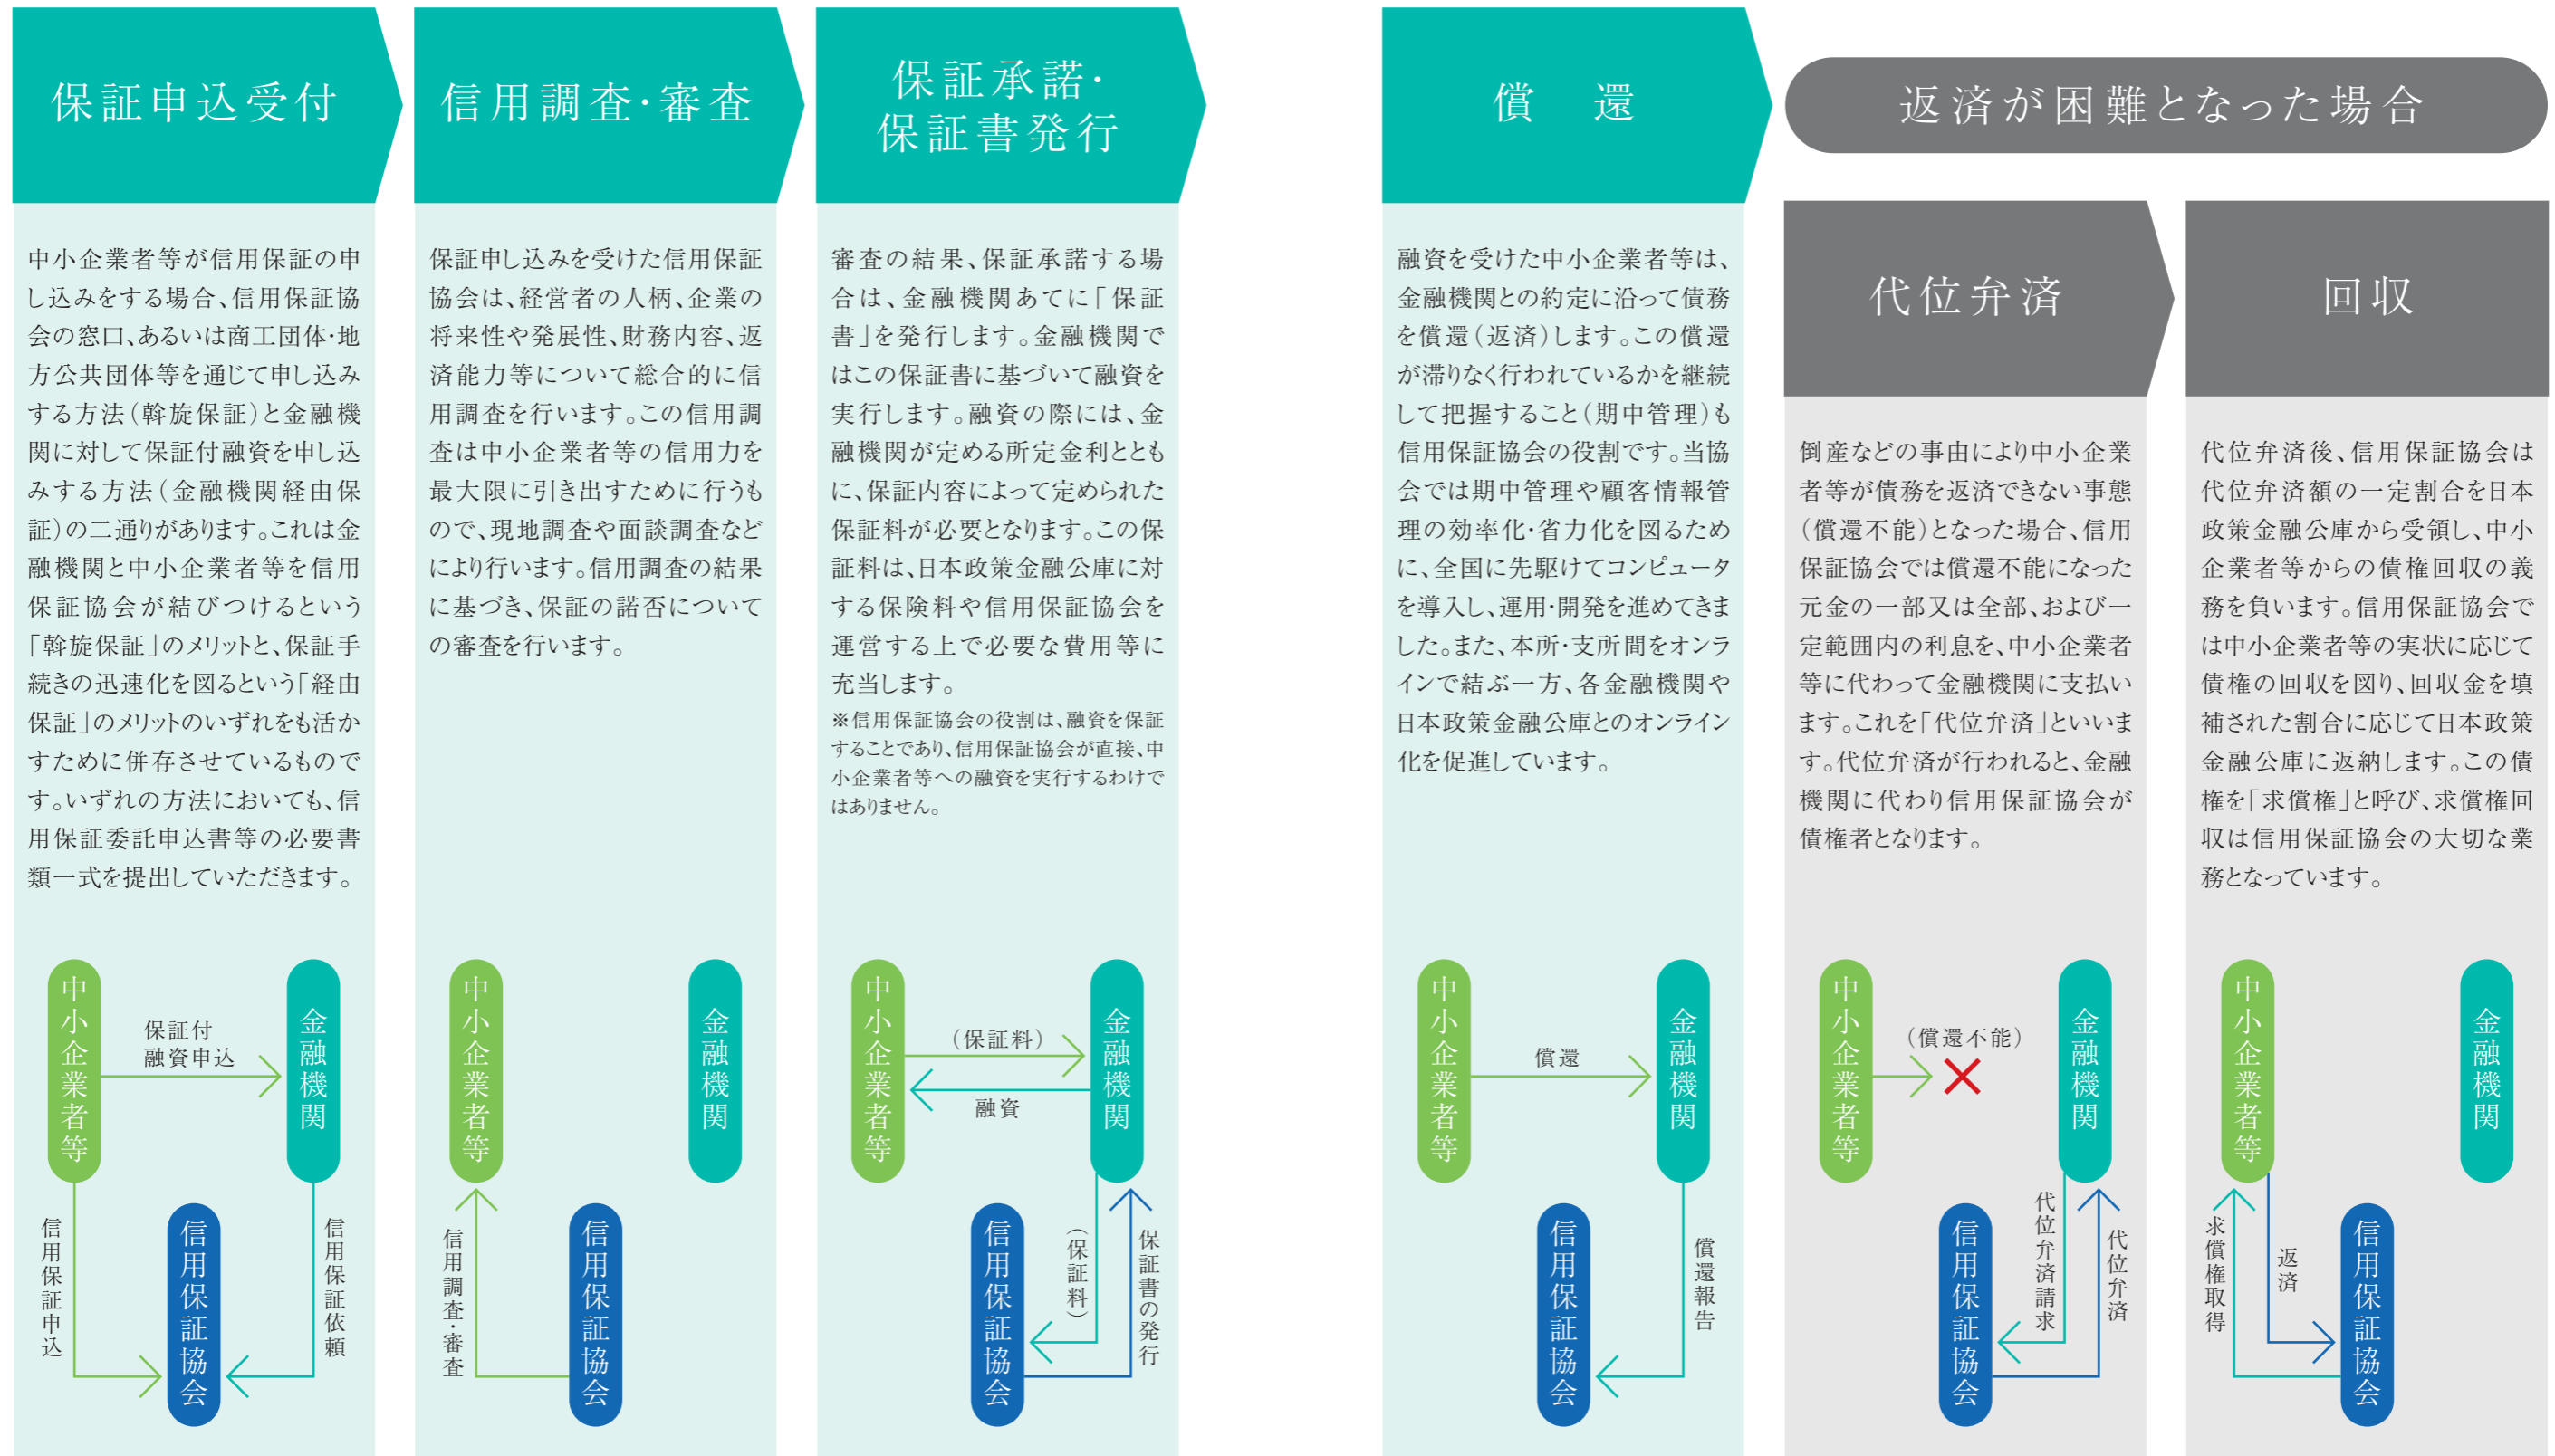 保証申込受付
中小企業者等が信用保証の申
し込みをする場合、信用保証協
会の窓口、あるいは商工団体・地
方公共団体等を通じて申し込み
する方法（斡旋保証）と金融機
関に対して保証付融資を申し込
みする方法（金融機関経由保
証）の二通りがあります。これは金
融機関と中小企業者等を信用
保証協会が結びつけるという
「斡旋保証」のメリットと、保証手
続きの迅速化を図るという「経由
保証」のメリットのいずれをも活か
すために併存させているもので
す。いずれの方法においても、信
用保証委託申込書等の必要書
類一式を提出していただきます。
中小企業者等
保証付
融資申込
金融機関
信用保証申込
信用保証協会
信用保証依頼
信用調査・審査
保証申し込みを受けた信用保証
協会は、経営者の人柄、企業の
将来性や発展性、財務内容、返
済能力等について総合的に信
用調査を行います。この信用調
査は中小企業者等の信用力を
最大限に引き出すために行うも
ので、現地調査や面談調査など
により行います。信用調査の結果
に基づき、保証の諾否について
の審査を行います。
中小企業者等
金融機関
信用調査・審査
信用保証協会
保証承諾・
保証書発行
審査の結果、保証承諾する場
合は、金融機関あてに「保証
書」を発行します。金融機関で
はこの保証書に基づいて融資を
実行します。融資の際には、金
融機関が定める所定金利ととも
に、保証内容によって定められた
保証料が必要となります。この保
証料は、日本政策金融公庫に対
する保険料や信用保証協会を
運営する上で必要な費用等に
充当します。
※信用保証協会の役割は、融資を保証
することであり、信用保証協会が直接、中
小企業者等への融資を実行するわけで
はありません。
中小企業者等
（保証料）
融資
金融機関
信用保証協会
（保証料）
保証書の発行
償　還
融資を受けた中小企業者等は、
金融機関との約定に沿って債務
を償還（返済）します。この償還
が滞りなく行われているかを継続
して把握すること（期中管理）も
信用保証協会の役割です。当協
会では期中管理や顧客情報管
理の効率化・省力化を図るため
に、全国に先駆けてコンピュータ
を導入し、運用・開発を進めてきま
した。また、本所・支所間をオンラ
インで結ぶ一方、各金融機関や
日本政策金融公庫とのオンライン
化を促進しています。
中小企業者等
償還
金融機関
信用保証協会
償還報告
返済が困難となった場合
代位弁済
倒産などの事由により中小企業
者等が債務を返済できない事態
（償還不能）となった場合、信用
保証協会では償還不能になった
元金の一部又は全部、および一
定範囲内の利息を、中小企業者
等に代わって金融機関に支払い
ます。これを「代位弁済」といいま
す。代位弁済が行われると、金融
機関に代わり信用保証協会が
債権者となります。
中小企業者等
（償還不能）
金融機関
信用保証協会
代位弁済請求
代位弁済
回収
代位弁済後、信用保証協会は
代位弁済額の一定割合を日本
政策金融公庫から受領し、中小
企業者等からの債権回収の義
務を負います。信用保証協会で
は中小企業者等の実状に応じて
債権の回収を図り、回収金を填
補された割合に応じて日本政策
金融公庫に返納します。この債
権を「求償権」と呼び、求償権回
収は信用保証協会の大切な業
務となっています。
中小企業者等
金融機関
求償権取得
返済
信用保証協会